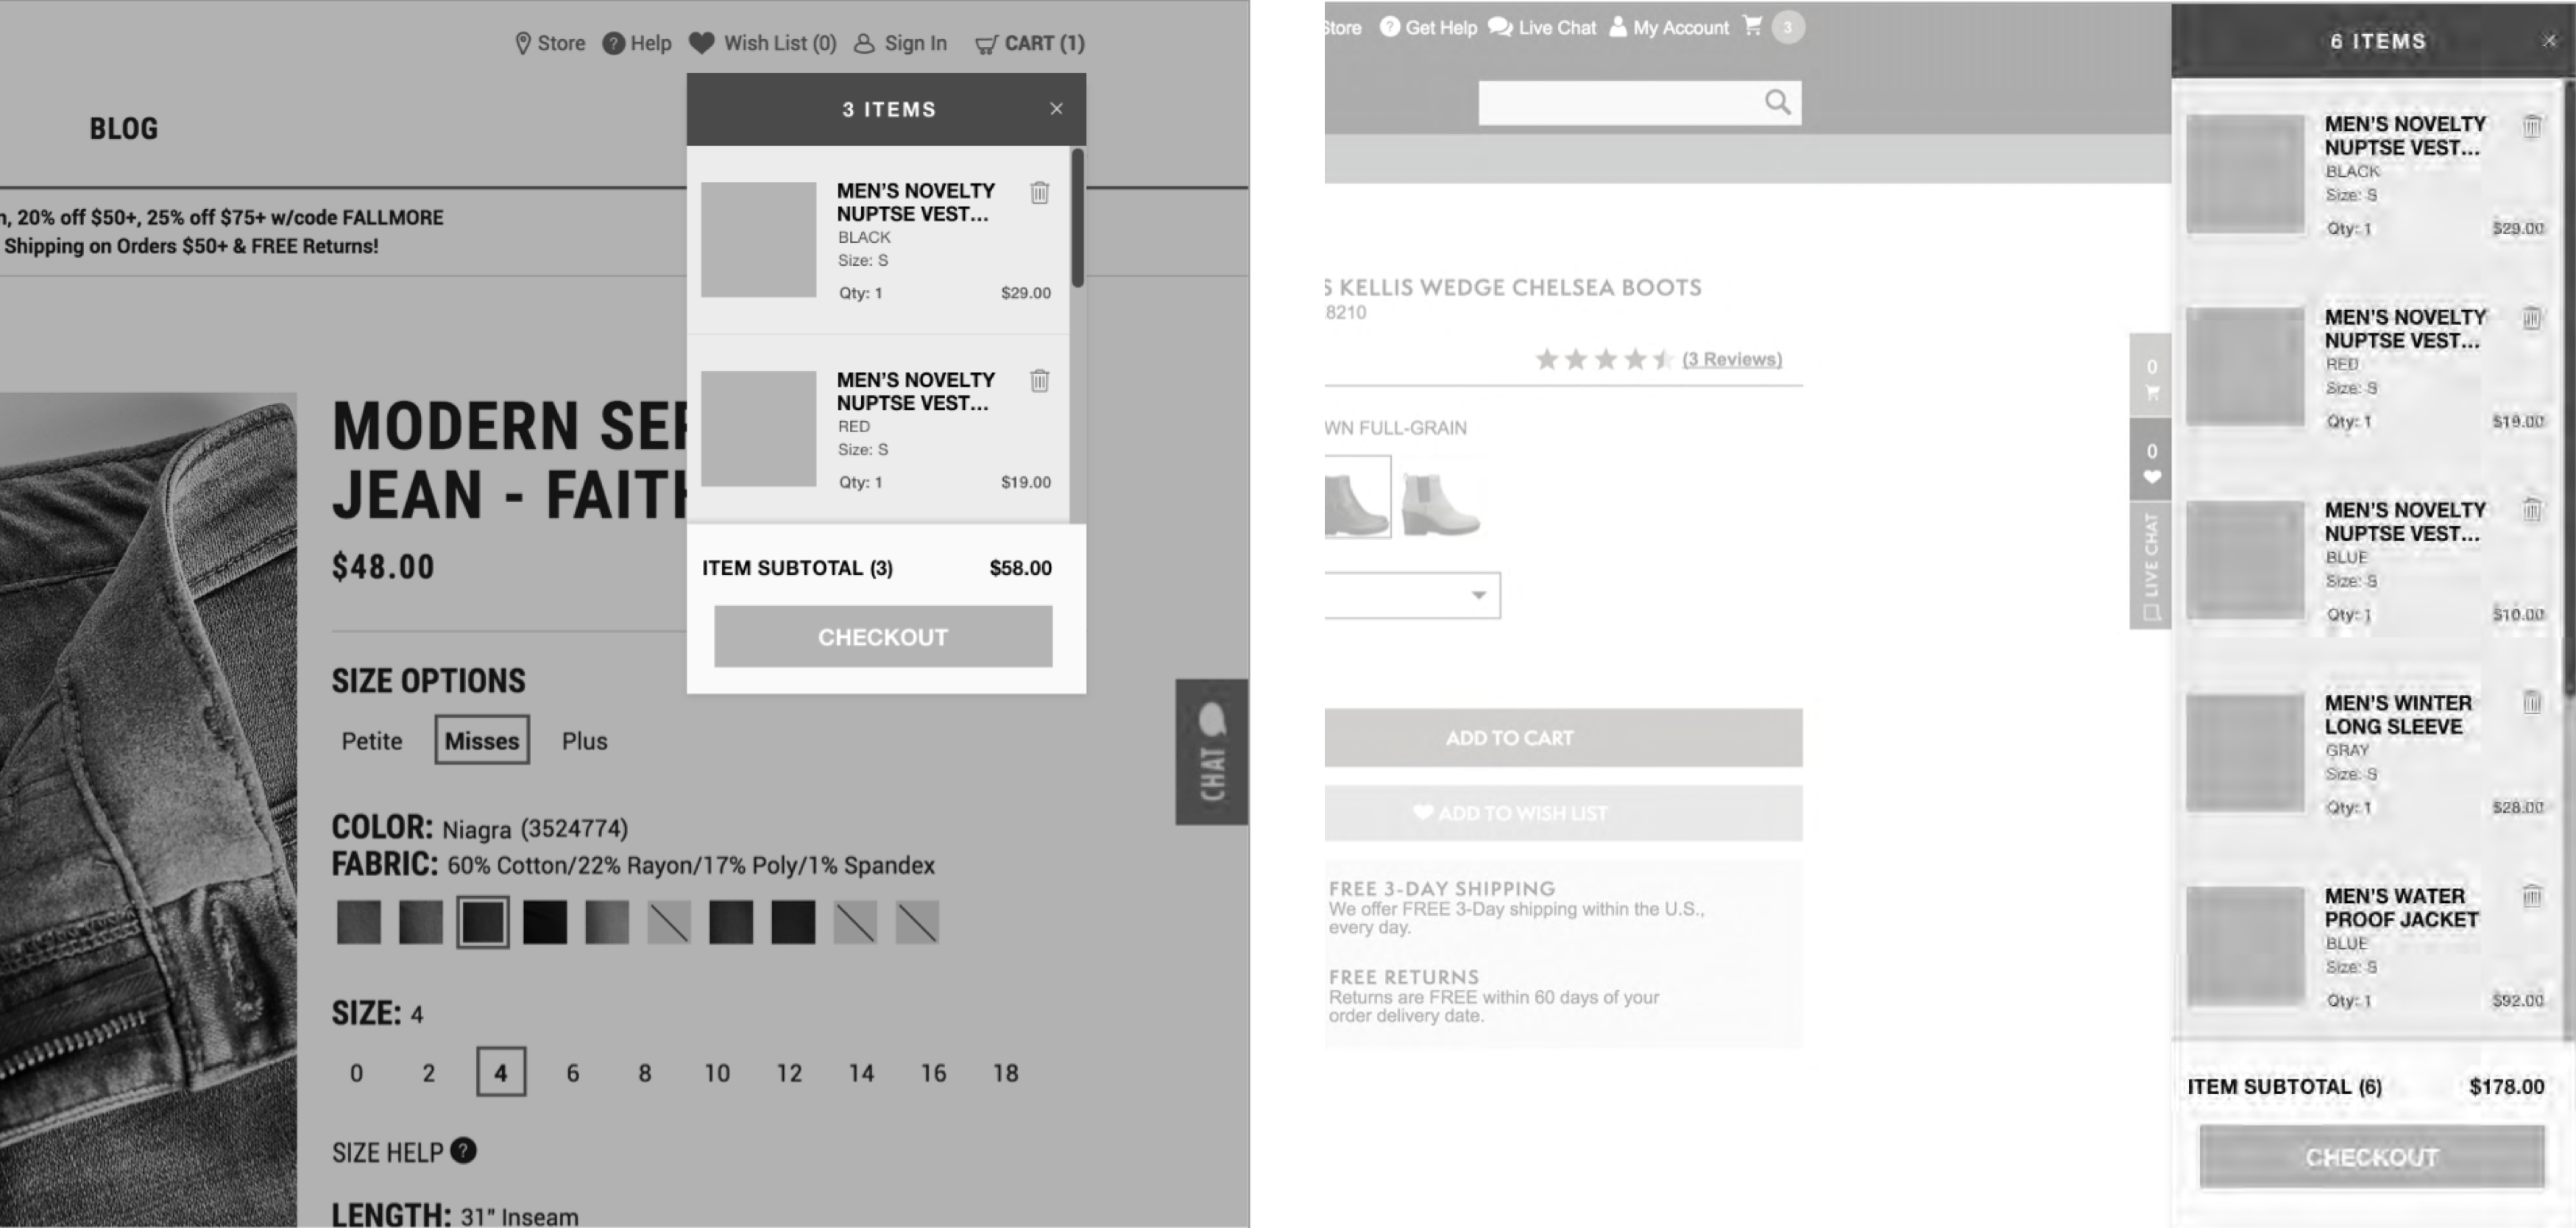 Store Help Wish List (0) Sign In CART (1)
BLOG
, 20% off $50+, 25% off $75+ w/code FALLMORE
Shipping on Orders $50+ & FREE Returns!
3 ITEMS
MEN'S NOVELTY
NUPTSE VEST...
BLACK
Size: S
Qty: 1 $29.00
MEN'S NOVELTY
NUPTSE VEST...
RED
Size: S
Qty: 1 $19.00
ITEM SUBTOTAL (3) $58.00
CHECKOUT
MODERN
JEAN -
$48.00
SIZE OPTIONS
Petite Misses Plus
COLOR: Niagra (3524774)
FABRIC: 60% Cotton/22% Rayon/17% Poly/1% Spandex
SIZE: 4
0 2 4 6 8 10 12 14 16 18
SIZE HELP ?
LENGTH: 31" Inseam
CHAT
Store Get Help Live Chat My Account 3
S KELLIS WEDGE CHELSEA BOOTS
8210
(3 Reviews)
WN FULL-GRAIN
ADD TO CART
ADD TO WISH LIST
FREE 3-DAY SHIPPING
We offer FREE 3-Day shipping within the U.S.,
every day.
FREE RETURNS
Returns are FREE within 60 days of your
order delivery date.
0
0
LIVE CHAT
6 ITEMS
MEN'S NOVELTY
NUPTSE VEST...
BLACK
Size: S
Qty: 1 $29.00
MEN'S NOVELTY
NUPTSE VEST...
RED
Size: S
Qty: 1 $19.00
MEN'S NOVELTY
NUPTSE VEST...
BLUE
Size: S
Qty: 1 $10.00
MEN'S WINTER
LONG SLEEVE
GRAY
Size: S
Qty: 1 $28.00
MEN'S WATER
PROOF JACKET
BLUE
Size: S
Qty: 1 $92.00
ITEM SUBTOTAL (6) $178.00
CHECKOUT